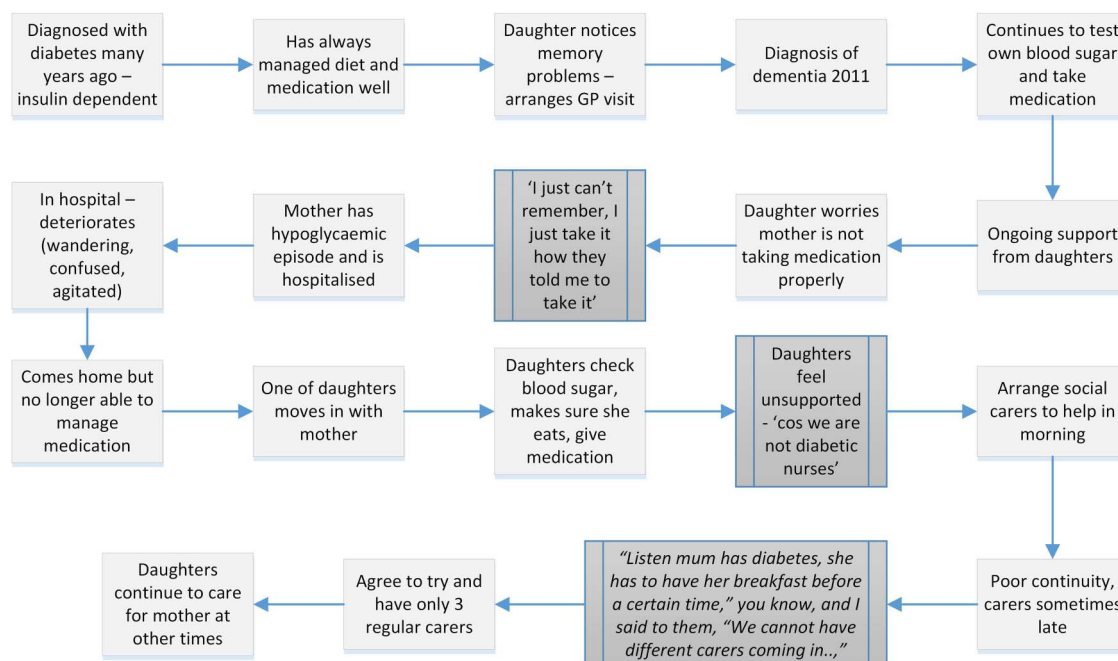 Diagnosed with
diabetes many
years ago –
insulin dependent
Has always
managed diet and
medication well
Daughter notices
memory
problems –
arranges GP visit
Diagnosis of
dementia 2011
Continues to test
own blood sugar
and take
medication
Ongoing support
from daughters
Daughter worries
mother is not
taking medication
properly
‘I just can’t
remember, I
just take it
how they
told me to
take it’
Mother has
hypoglycaemic
episode and is
hospitalised
In hospital –
deteriorates
(wandering,
confused,
agitated)
Comes home but
no longer able to
manage
medication
One of daughters
moves in with
mother
Daughters check
blood sugar,
makes sure she
eats, give
medication
Daughters
feel
unsupported
- ‘cos we are
not diabetic
nurses’
Arrange social
carers to help in
morning
Poor continuity,
carers sometimes
late
“Listen mum has diabetes, she
has to have her breakfast before
a certain time,” you know, and I
said to them, “We cannot have
different carers coming in..,”
Agree to try and
have only 3
regular carers
Daughters
continue to care
for mother at
other times